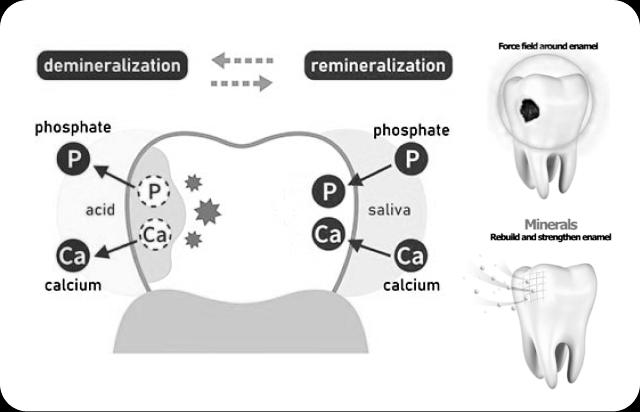 demineralization
remineralization
phosphate
P
P
acid
Ca
Ca
calcium
phosphate
P
P
saliva
Ca
Ca
calcium
Force field around enamel
Minerals
Rebuild and strengthen enamel